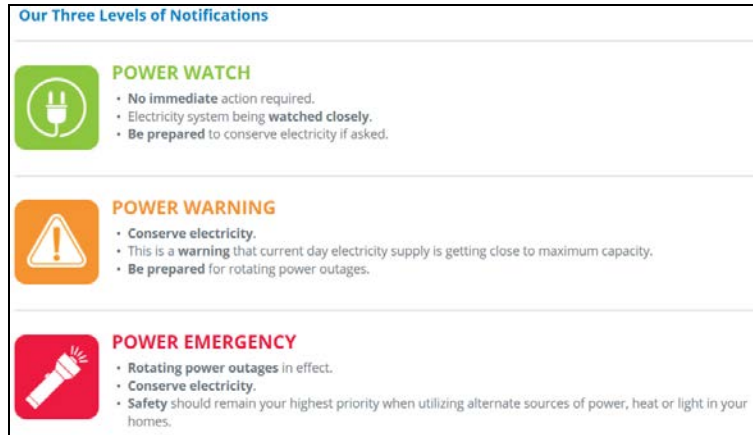 Our Three Levels of Notifications
POWER WATCH
• No immediate action required.
• Electricity system being watched closely.
• Be prepared to conserve electricity if asked.
POWER WARNING
• Conserve electricity.
• This is a warning that current day electricity supply is getting close to maximum capacity.
• Be prepared for rotating power outages.
POWER EMERGENCY
• Rotating power outages in effect.
• Conserve electricity.
• Safety should remain your highest priority when utilizing alternate sources of power, heat or light in your
homes.